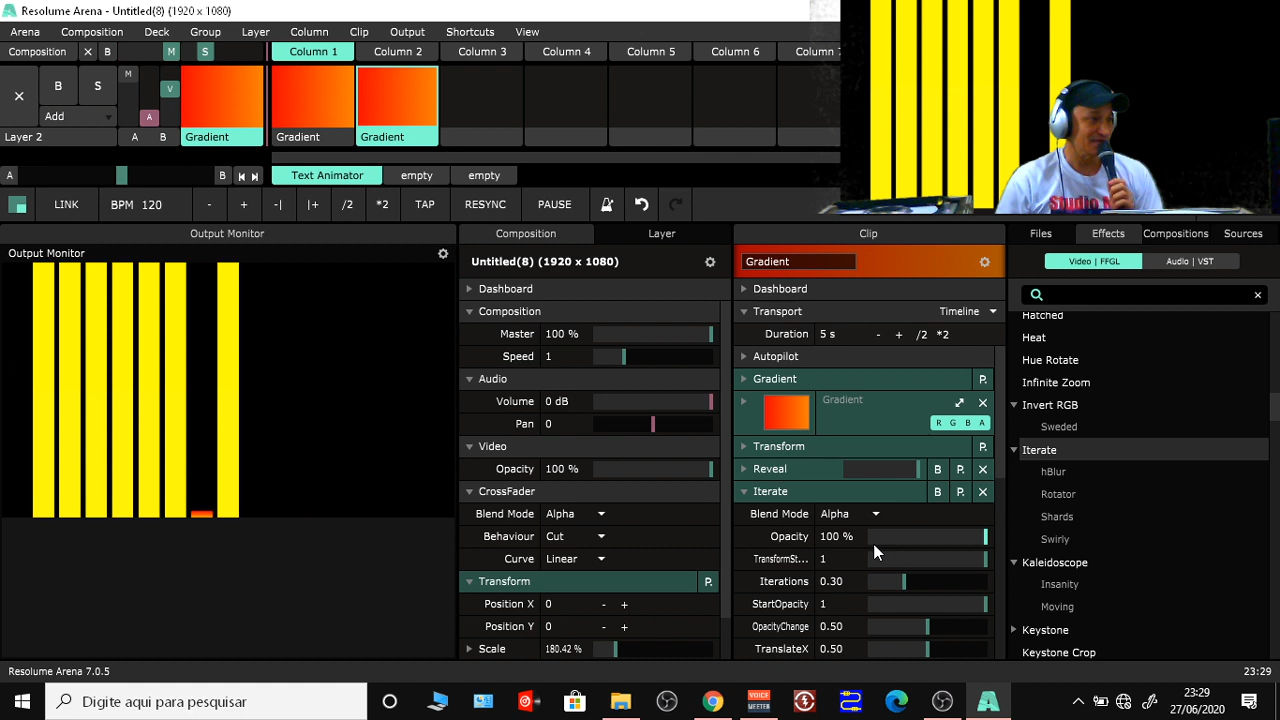 Resolume Arena - Untitled(8) (1920 x 1080)
Arena Composition Deck Group Layer Column Clip Output Shortcuts View
Composition × B M S Column 1 Column 2 Column 3 Column 4 Column 5 Column 6 Column 7
× B S M V
Add A
Layer 2 A B Gradient Gradient Gradient
A B Text Animator empty empty
LINK BPM 120 - + -| |+ /2 *2 TAP RESYNC PAUSE
Studio
Output Monitor Composition Layer Clip Files Effects Compositions Sources
Output Monitor
Untitled(8) (1920 x 1080)
Dashboard
Composition
Master 100 %
Speed 1
Audio
Volume 0 dB
Pan 0
Video
Opacity 100 %
CrossFader
Blend Mode Alpha
Behaviour Cut
Curve Linear
Transform P.
Position X 0 - +
Position Y 0 - +
Scale 180.42 %
Gradient
Dashboard
Transport Timeline
Duration 5 s - + /2 *2
Autopilot
Gradient P.
Gradient
R G B A
Transform P.
Reveal B P. ×
Iterate B P. ×
Blend Mode Alpha
Opacity 100 %
TransformSt... 1
Iterations 0.30
StartOpacity 1
OpacityChange 0.50
TranslateX 0.50
Video | FFGL Audio | VST
Hatched
Heat
Hue Rotate
Infinite Zoom
Invert RGB
Sweded
Iterate
hBlur
Rotator
Shards
Swirly
Kaleidoscope
Insanity
Moving
Keystone
Keystone Crop
Resolume Arena 7.0.5 23:29
Digite aqui para pesquisar VOICE MEETER 23:29
27/06/2020